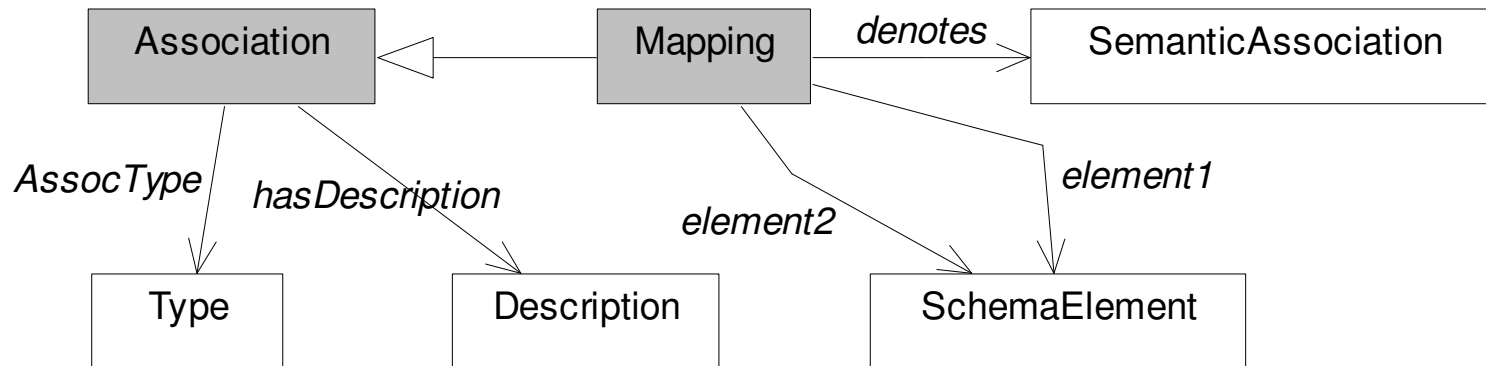 Association
Mapping
denotes
SemanticAssociation
AssocType
hasDescription
element2
element1
Type
Description
SchemaElement